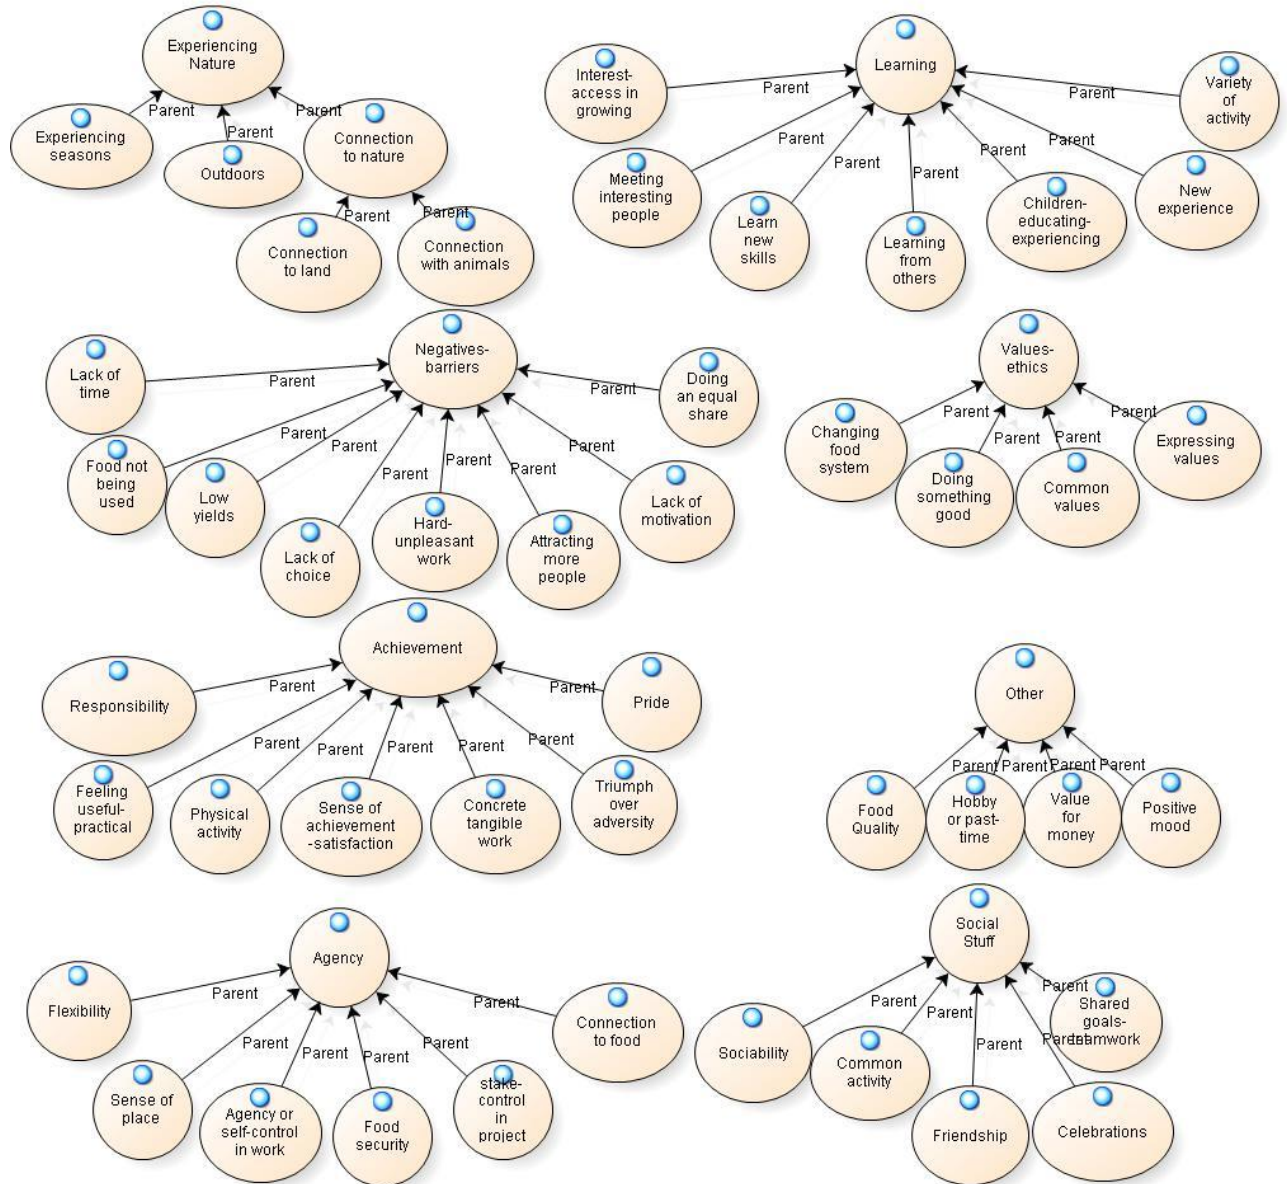 Experiencing
Nature
Parent
Parent
Parent
Experiencing
seasons
Outdoors
Connection
to nature
Parent
Parent
Connection
to land
Connection
with animals
Learning
Interest-
access in
growing
Parent
Parent
Variety
of
activity
Parent
Parent
Parent
Parent
Parent
Meeting
interesting
people
Learn
new
skills
Learning
from
others
Children-
educating-
experiencing
New
experience
Negatives-
barriers
Lack of
time
Parent
Parent
Doing
an equal
share
Parent
Parent
Parent
Parent
Parent
Parent
Food not
being
used
Low
yields
Lack of
choice
Hard-
unpleasant
work
Attracting
more
people
Lack of
motivation
Values-
ethics
Parent
Parent
Parent
Parent
Changing
food
system
Doing
something
good
Common
values
Expressing
values
Achievement
Responsibility
Parent
Parent
Pride
Parent
Parent
Parent
Parent
Parent
Feeling
useful-
practical
Physical
activity
Sense of
achievement
-satisfaction
Concrete
tangible
work
Triumph
over
adversity
Other
Parent
Parent
Parent
Parent
Food
Quality
Hobby
or past-
time
Value
for
money
Positive
mood
Agency
Flexibility
Parent
Parent
Connection
to food
Parent
Parent
Parent
Parent
Sense of
place
Agency or
self-control
in work
Food
security
stake-
control
in
project
Social
Stuff
Parent
Parent
Parent
Parent
Parent
Sociability
Common
activity
Friendship
Celebrations
Shared
goals-
teamwork